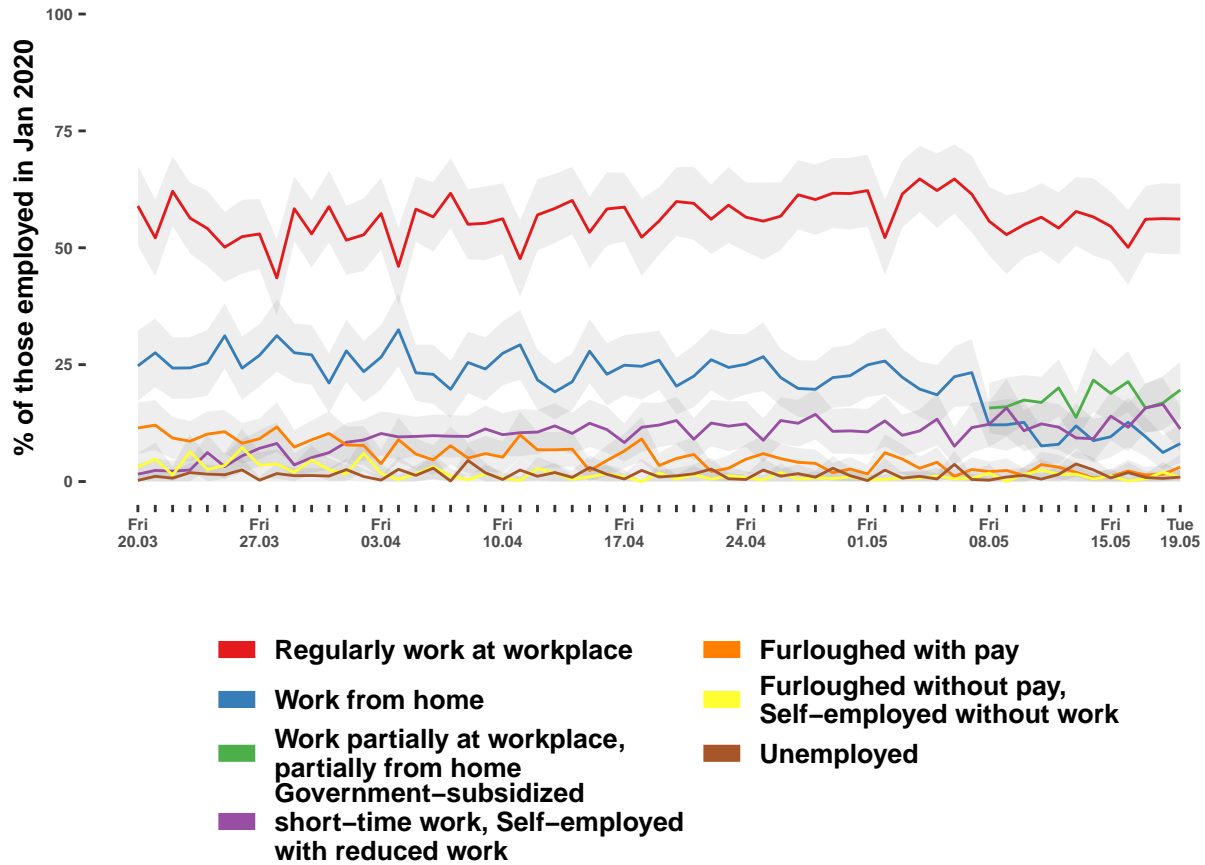 % of those employed in Jan 2020
100
75
50
25
0
Fri
20.03
Fri
27.03
Fri
03.04
Fri
10.04
Fri
17.04
Fri
24.04
Fri
01.05
Fri
08.05
Fri
15.05
Tue
19.05
Regularly work at workplace
Work from home
Work partially at workplace,
partially from home
Government−subsidized
short−time work, Self−employed
with reduced work
Furloughed with pay
Furloughed without pay,
Self−employed without work
Unemployed